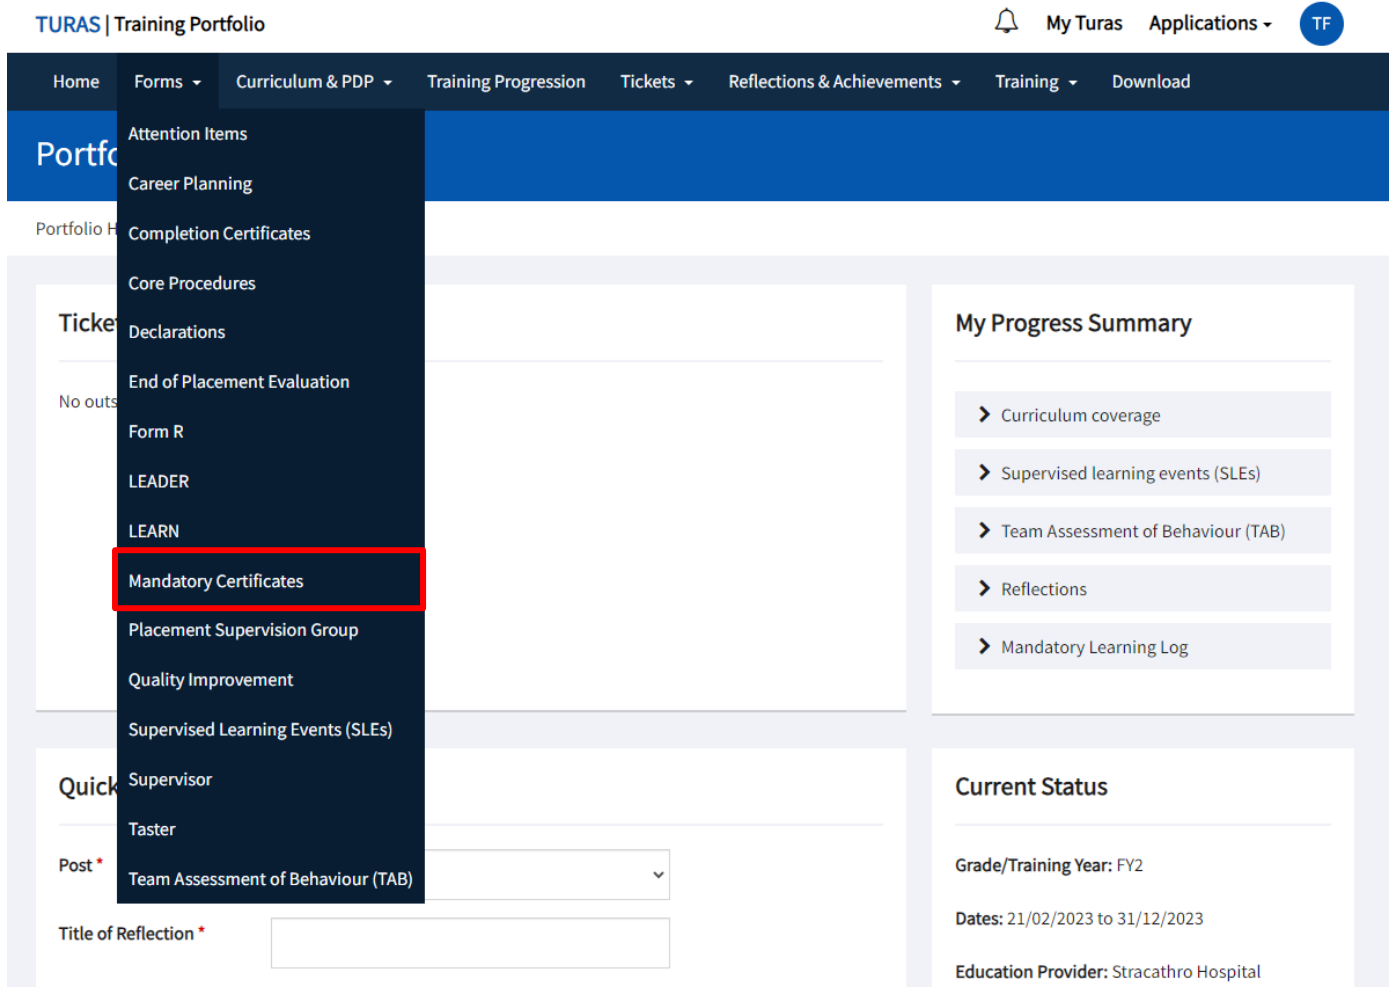 TURAS | Training Portfolio
My Turas
Applications
TF
Home
Forms
Curriculum & PDP
Training Progression
Tickets
Reflections & Achievements
Training
Download
Portfo
Portfolio H
Attention Items
Career Planning
Completion Certificates
Core Procedures
Declarations
End of Placement Evaluation
Form R
LEADER
LEARN
Mandatory Certificates
Placement Supervision Group
Quality Improvement
Supervised Learning Events (SLEs)
Supervisor
Taster
Team Assessment of Behaviour (TAB)
Ticke
No outs
My Progress Summary
Curriculum coverage
Supervised learning events (SLEs)
Team Assessment of Behaviour (TAB)
Reflections
Mandatory Learning Log
Quick
Post *
Title of Reflection *
Current Status
Grade/Training Year: FY2
Dates: 21/02/2023 to 31/12/2023
Education Provider: Stracathro Hospital